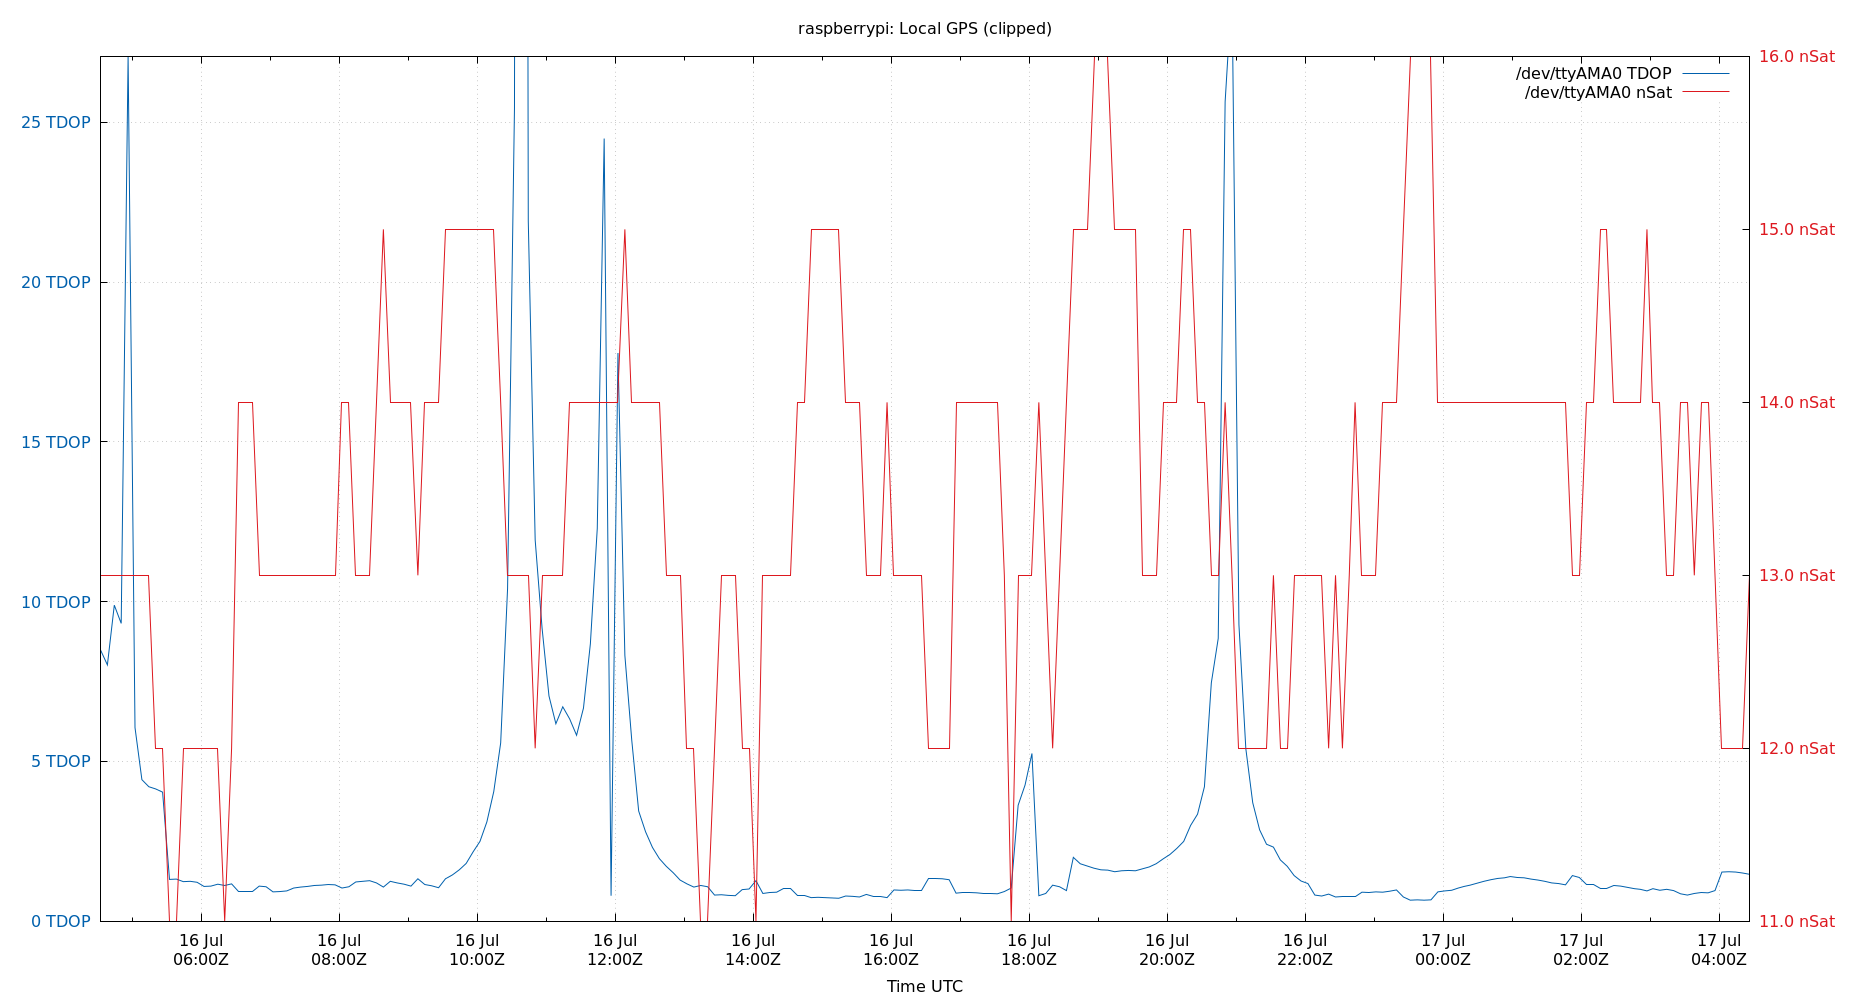 raspberrypi: Local GPS (clipped)
/dev/ttyAMA0 TDOP
/dev/ttyAMA0 nSat
25 TDOP
20 TDOP
15 TDOP
10 TDOP
5 TDOP
0 TDOP
16.0 nSat
15.0 nSat
14.0 nSat
13.0 nSat
12.0 nSat
11.0 nSat
16 Jul 16 Jul 16 Jul 16 Jul 16 Jul 16 Jul 16 Jul 16 Jul 16 Jul 17 Jul 17 Jul 17 Jul
06:00Z 08:00Z 10:00Z 12:00Z 14:00Z 16:00Z 18:00Z 20:00Z 22:00Z 00:00Z 02:00Z 04:00Z
Time UTC